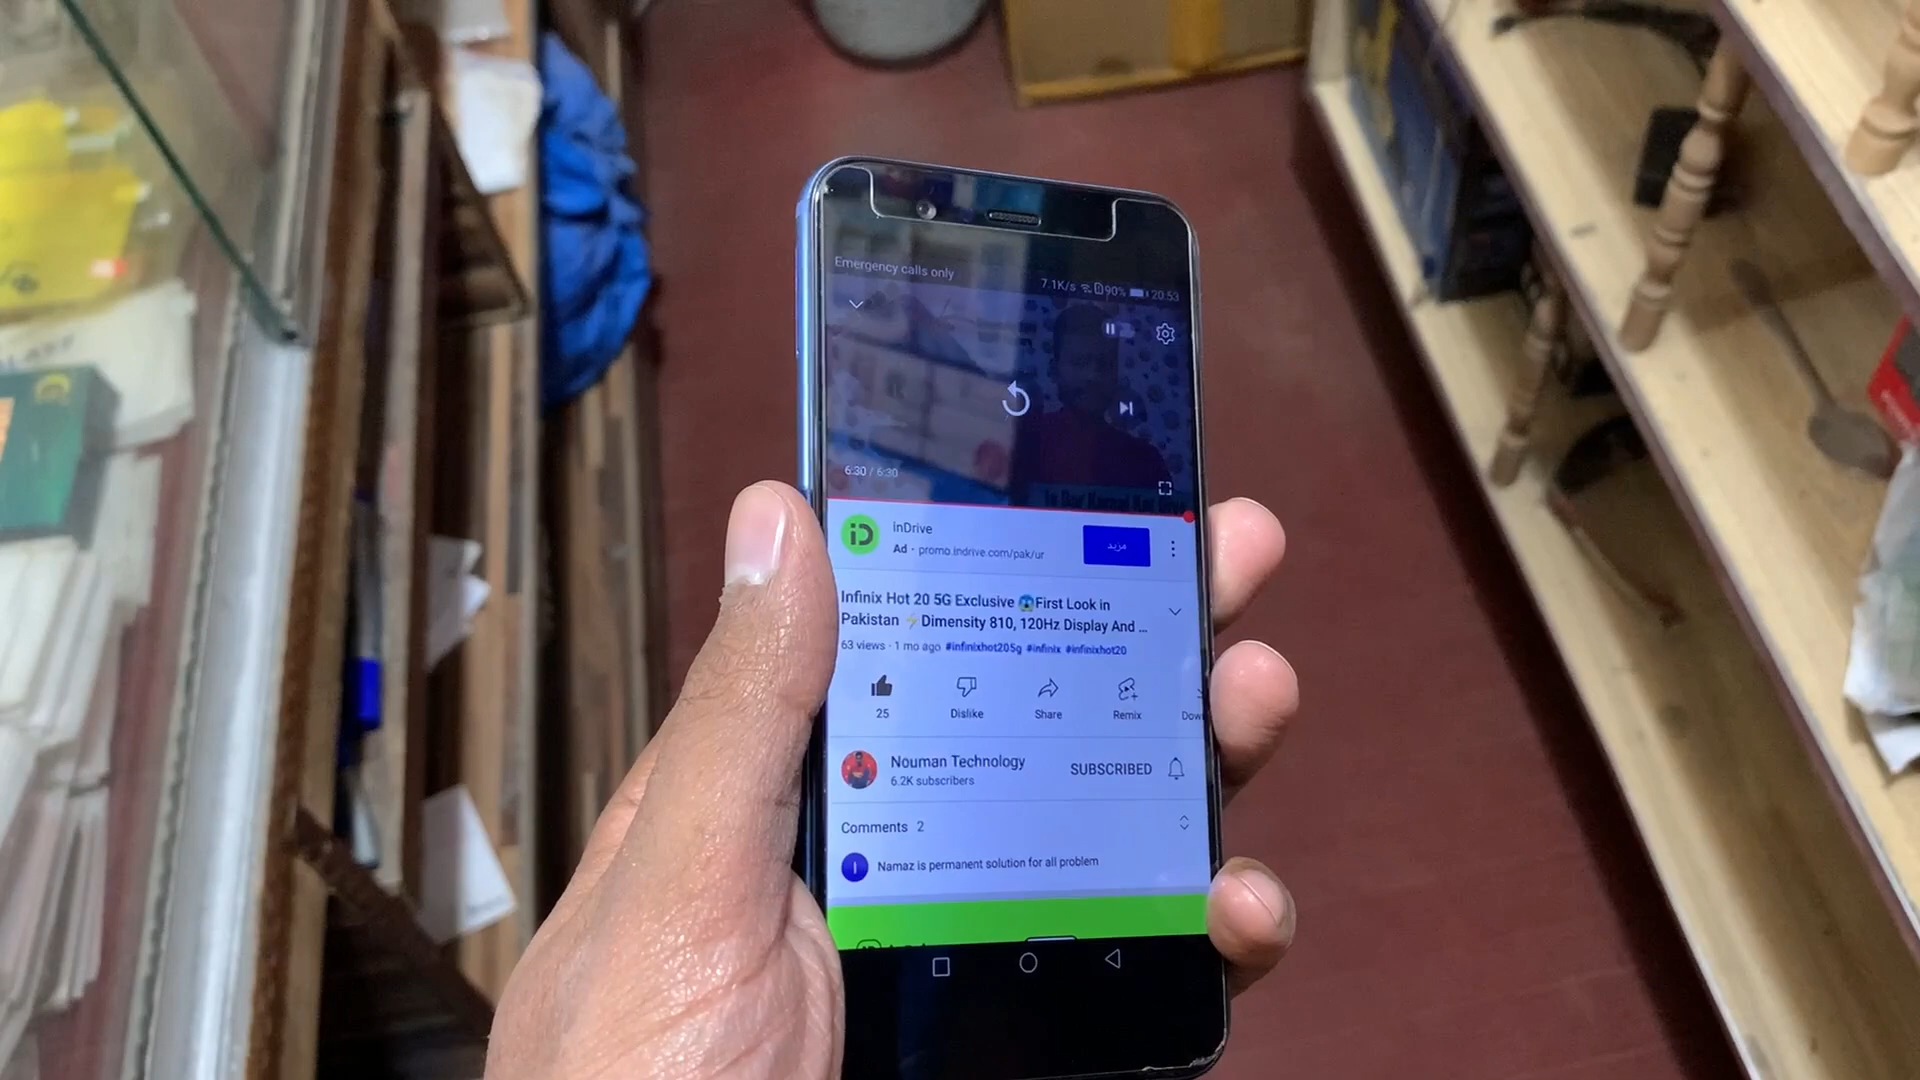 Emergency calls only
7.1K/s 90% 20:53
6:30 / 6:30
iD
inDrive
Ad · promo.indrive.com/pak/ur
مزید
Infinix Hot 20 5G Exclusive 😱First Look in
Pakistan ⚡Dimensity 810, 120Hz Display And ...
63 views · 1 mo ago #infinixhot205g #infinix #infinixhot20
25 Dislike Share Remix Down
Nouman Technology
6.2K subscribers
SUBSCRIBED
Comments 2
I
Namaz is permanent solution for all problem